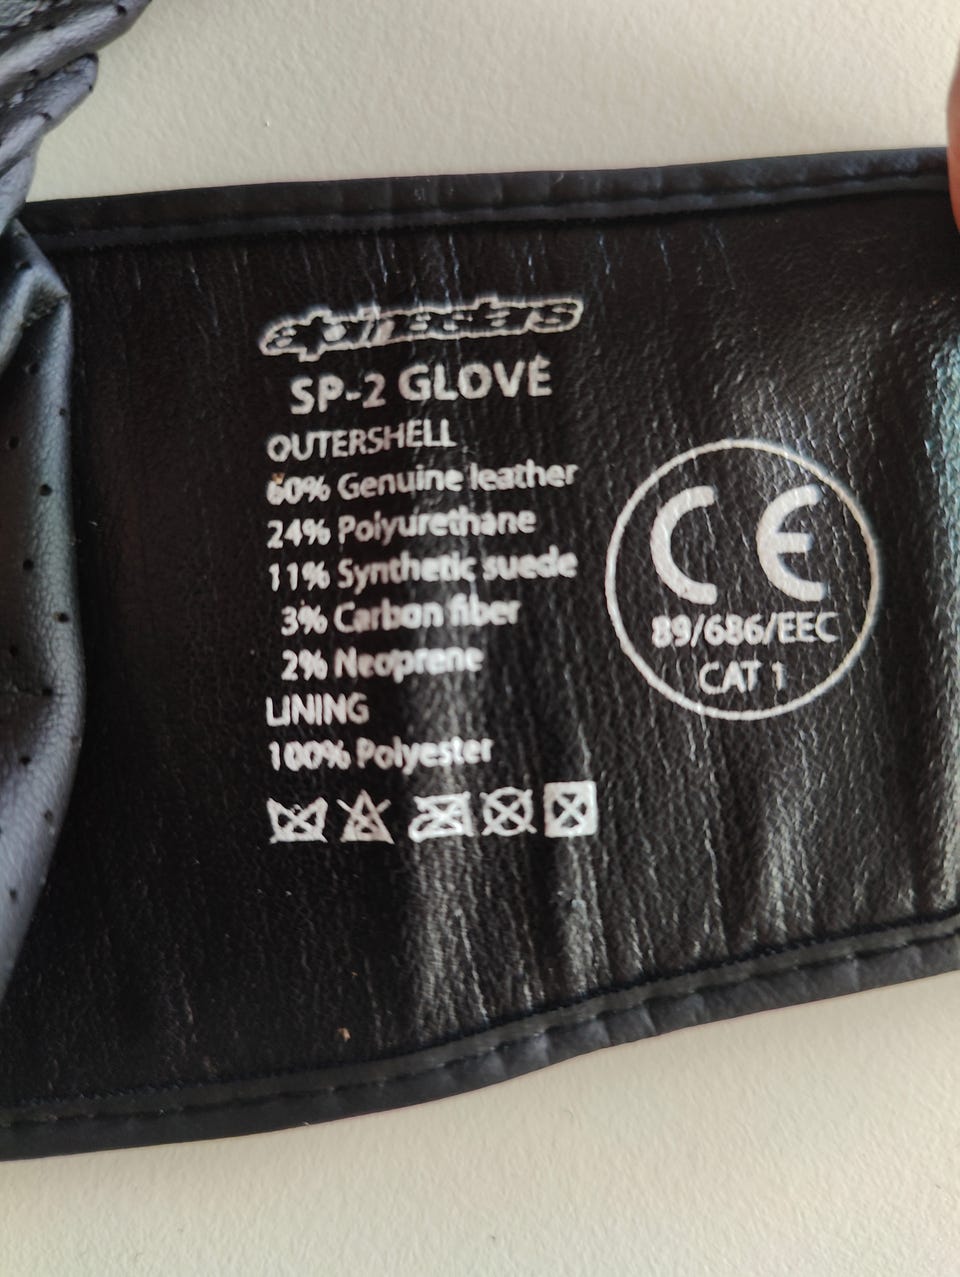 alpinestars
SP-2 GLOVE
OUTERSHELL
60% Genuine leather
24% Polyurethane
11% Synthetic suede
3% Carbon fiber
2% Neoprene
LINING
100% Polyester
CE
89/686/EEC
CAT 1